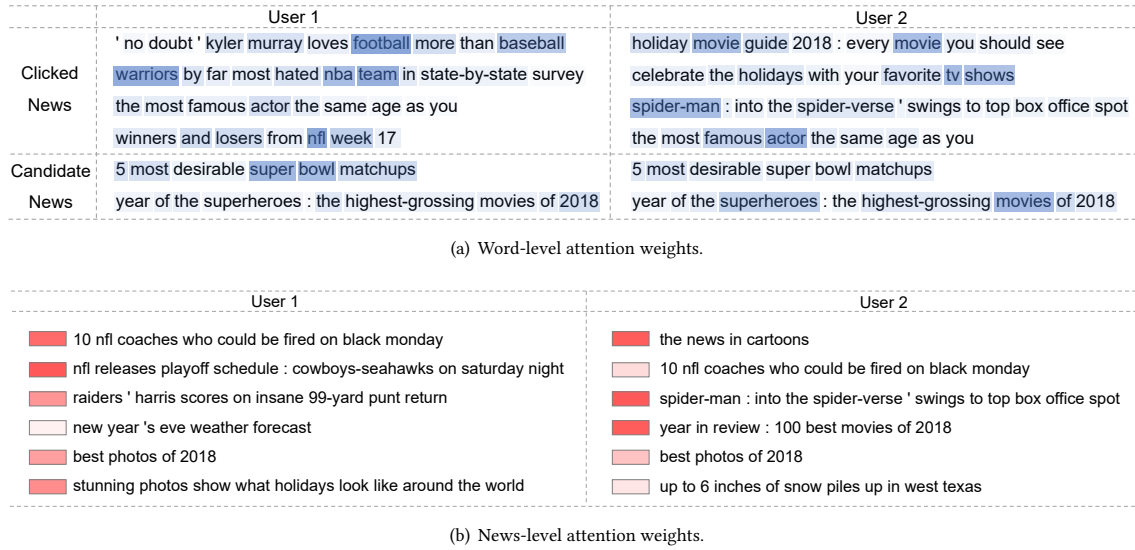 User 1 User 2
Clicked News
' no doubt ' kyler murray loves football more than baseball
warriors by far most hated nba team in state-by-state survey
the most famous actor the same age as you
winners and losers from nfl week 17
holiday movie guide 2018 : every movie you should see
celebrate the holidays with your favorite tv shows
spider-man : into the spider-verse ' swings to top box office spot
the most famous actor the same age as you
Candidate News
5 most desirable super bowl matchups
year of the superheroes : the highest-grossing movies of 2018
5 most desirable super bowl matchups
year of the superheroes : the highest-grossing movies of 2018
(a) Word-level attention weights.
User 1 User 2
10 nfl coaches who could be fired on black monday
nfl releases playoff schedule : cowboys-seahawks on saturday night
raiders ' harris scores on insane 99-yard punt return
new year 's eve weather forecast
best photos of 2018
stunning photos show what holidays look like around the world
the news in cartoons
10 nfl coaches who could be fired on black monday
spider-man : into the spider-verse ' swings to top box office spot
year in review : 100 best movies of 2018
best photos of 2018
up to 6 inches of snow piles up in west texas
(b) News-level attention weights.